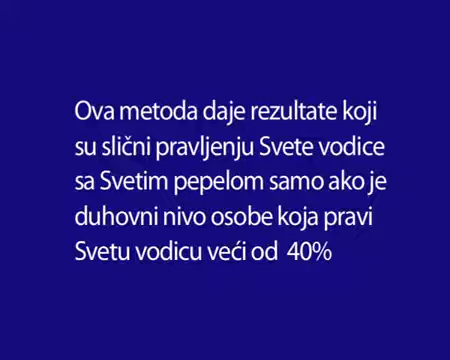 Ova metoda daje rezultate koji
su slični pravljenju Svete vodice
sa Svetim pepelom samo ako je
duhovni nivo osobe koja pravi
Svetu vodicu veći od  40%